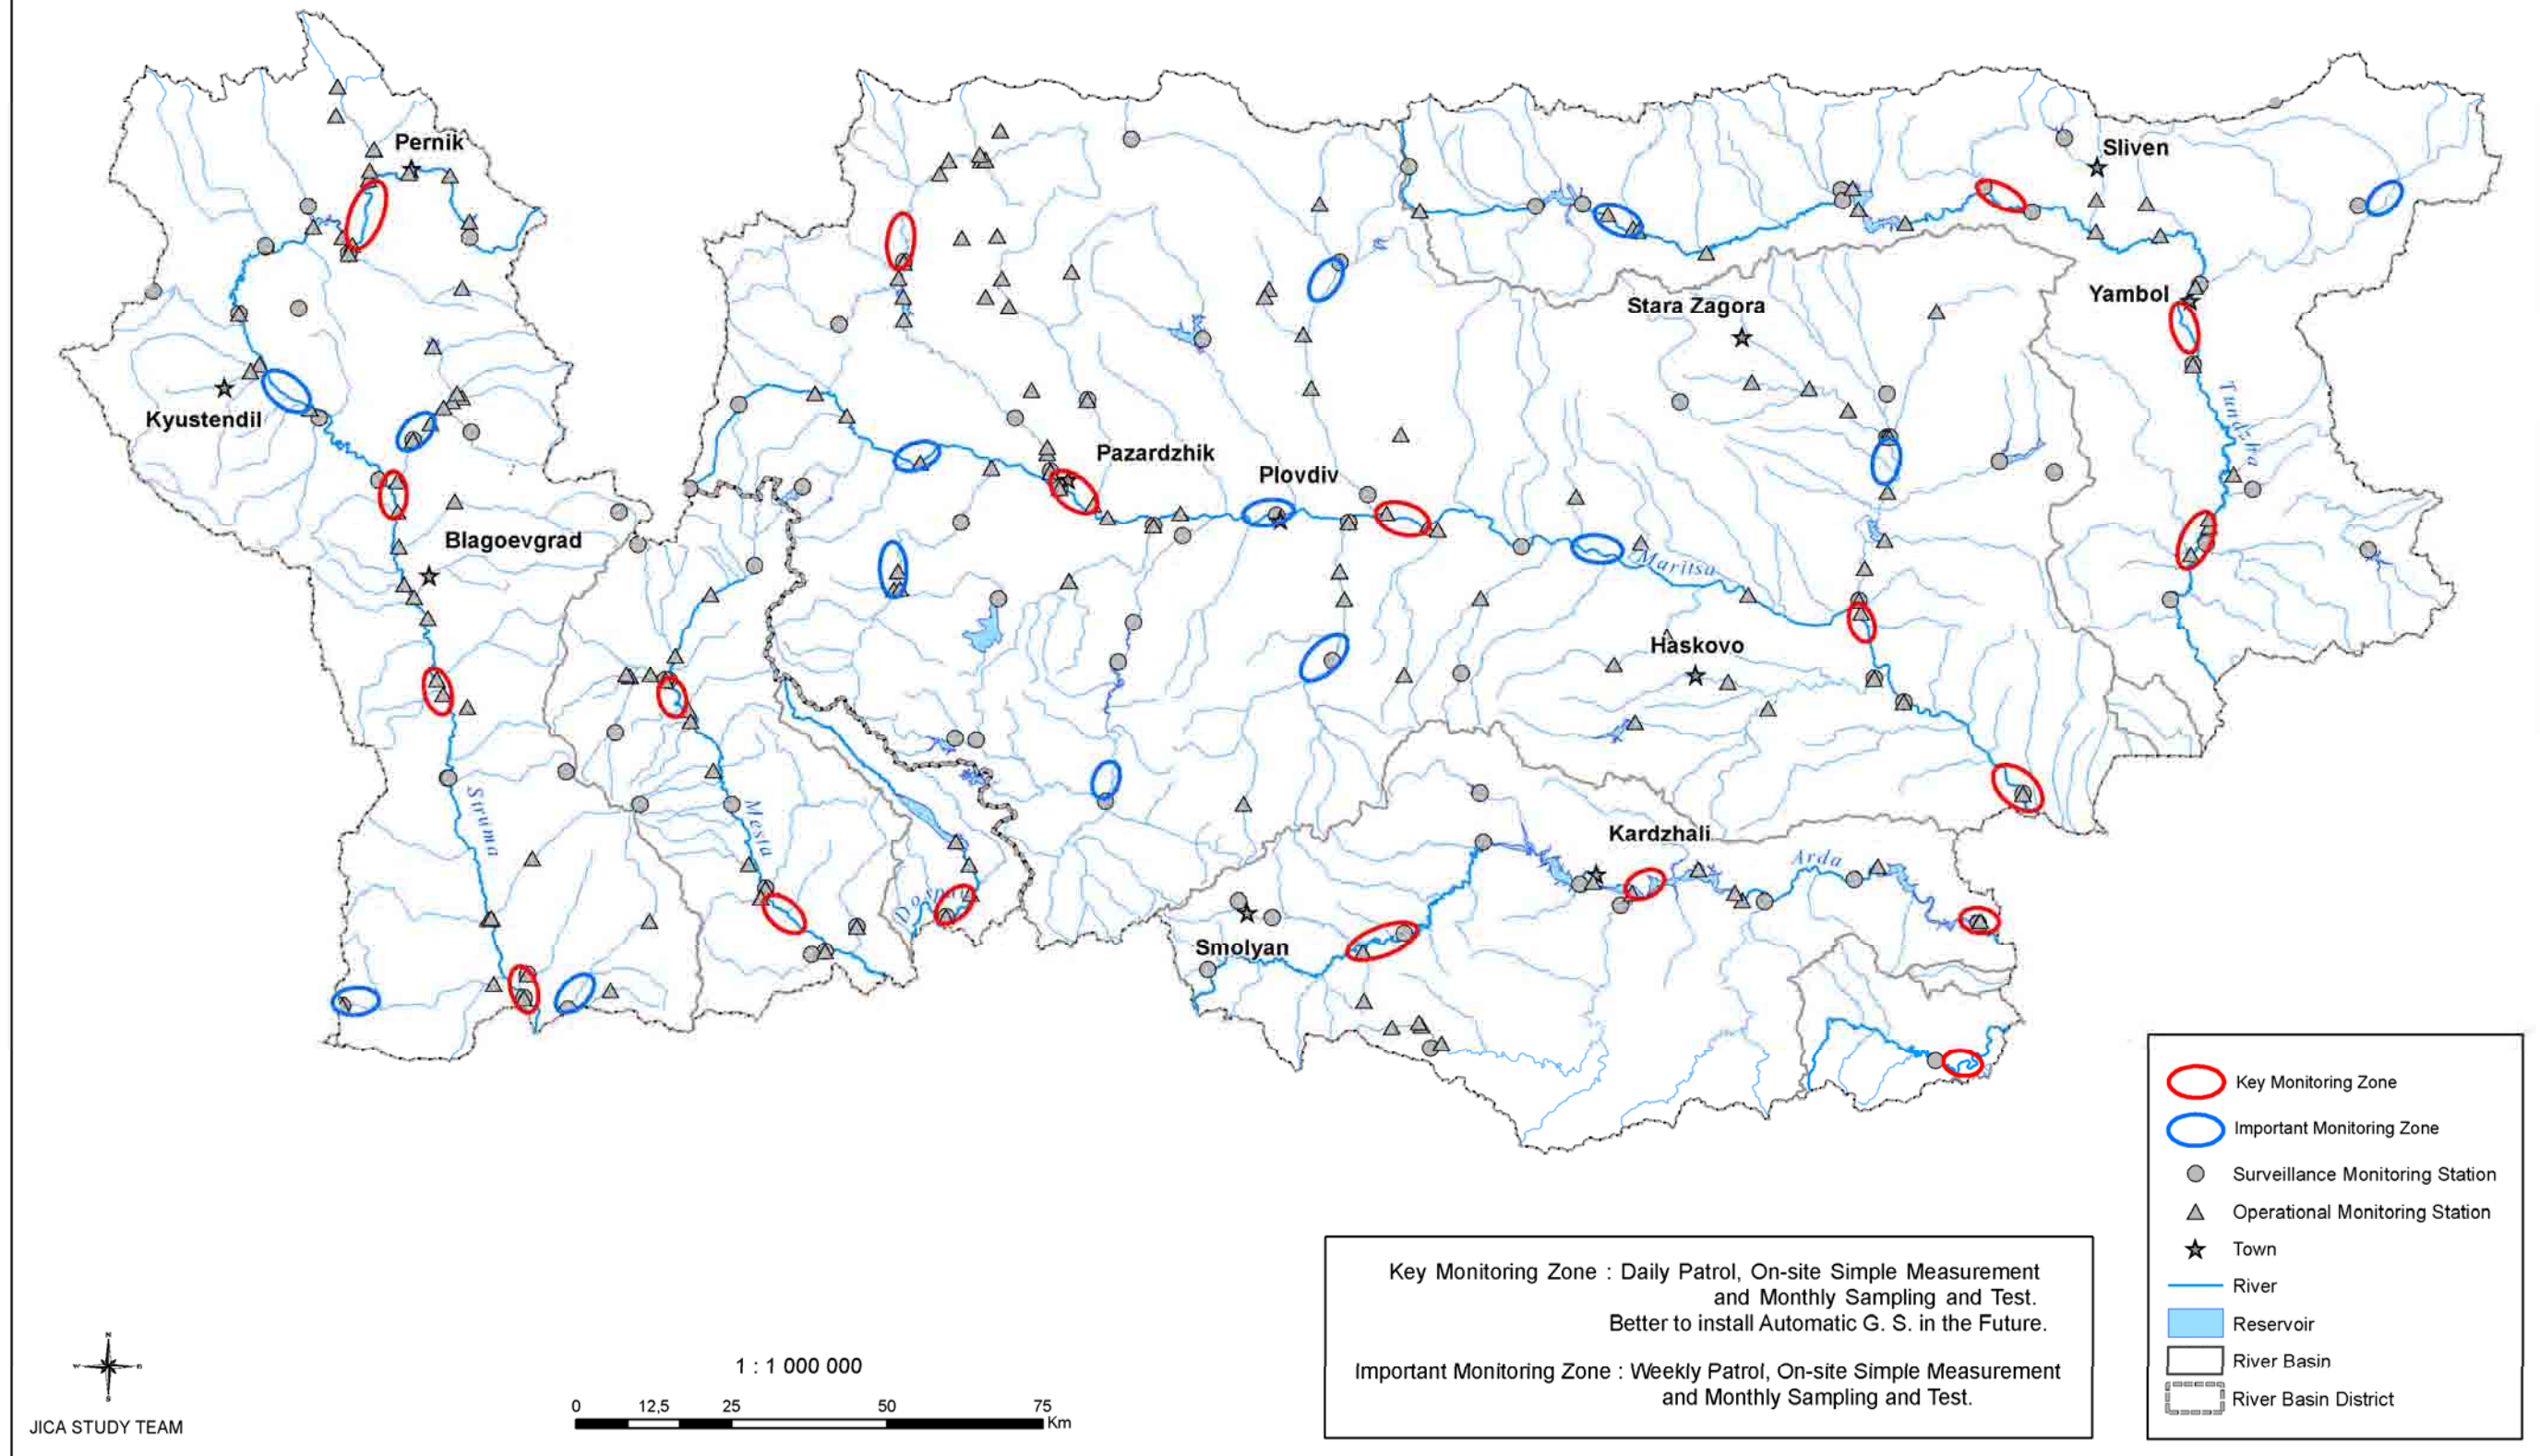 Pernik
Sliven
Yambol
Stara Zagora
Kyustendil
Tundzha
Pazardzhik
Plovdiv
Blagoevgrad
Maritsa
Haskovo
Struma
Mesta
Kardzhali
Arda
Dospat
Smolyan
Key Monitoring Zone
Important Monitoring Zone
Surveillance Monitoring Station
Operational Monitoring Station
Town
River
Reservoir
River Basin
River Basin District
Key Monitoring Zone : Daily Patrol, On-site Simple Measurement
and Monthly Sampling and Test.
Better to install Automatic G. S. in the Future.
Important Monitoring Zone : Weekly Patrol, On-site Simple Measurement
and Monthly Sampling and Test.
N
W
S
JICA STUDY TEAM
1 : 1 000 000
0 12,5 25 50 75
Km